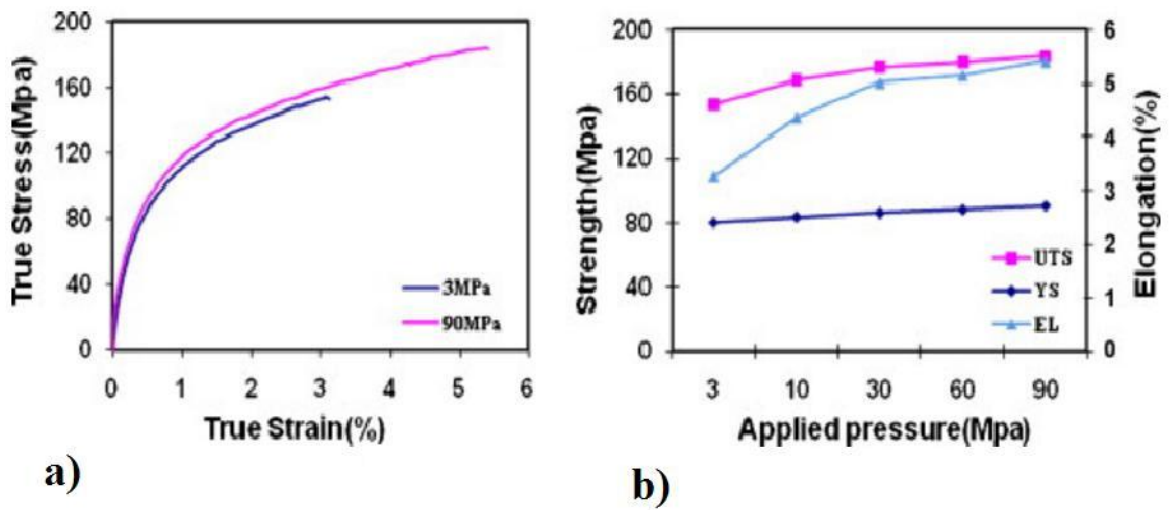 True Stress(Mpa)
200
160
120
80
40
0
3MPa
90MPa
0 1 2 3 4 5 6
True Strain(%)
a)
Strength(Mpa)
200
160
120
80
40
0
UTS
YS
EL
6
5
4
3
2
1
0
Elongation(%)
3 10 30 60 90
Applied pressure(Mpa)
b)